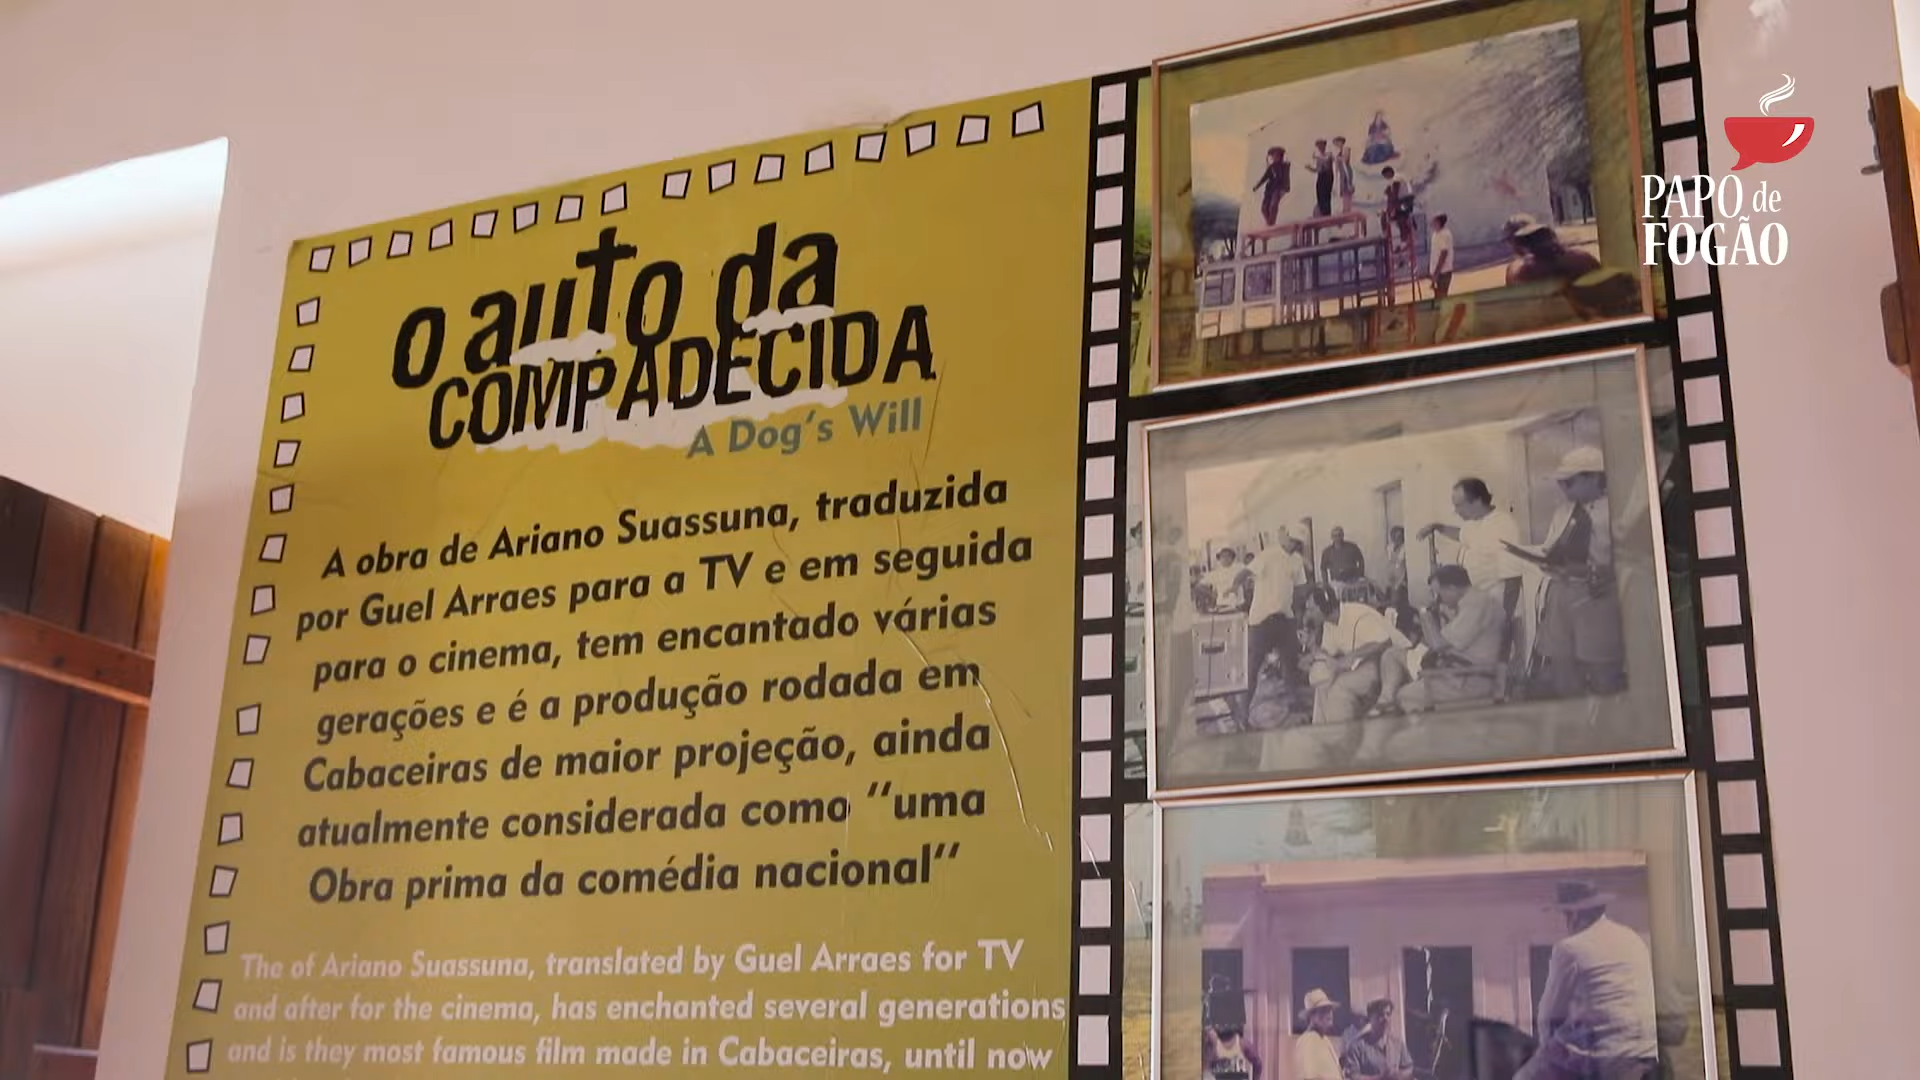 o auto da
COMPADECIDA
A Dog's Will
A obra de Ariano Suassuna, traduzida
por Guel Arraes para a TV e em seguida
para o cinema, tem encantado várias
gerações e é a produção rodada em
Cabaceiras de maior projeção, ainda
atualmente considerada como "uma
Obra prima da comédia nacional"
The of Ariano Suassuna, translated by Guel Arraes for TV
and after for the cinema, has enchanted several generations
and is they most famous film made in Cabaceiras, until now
PAPO de
FOGÃO